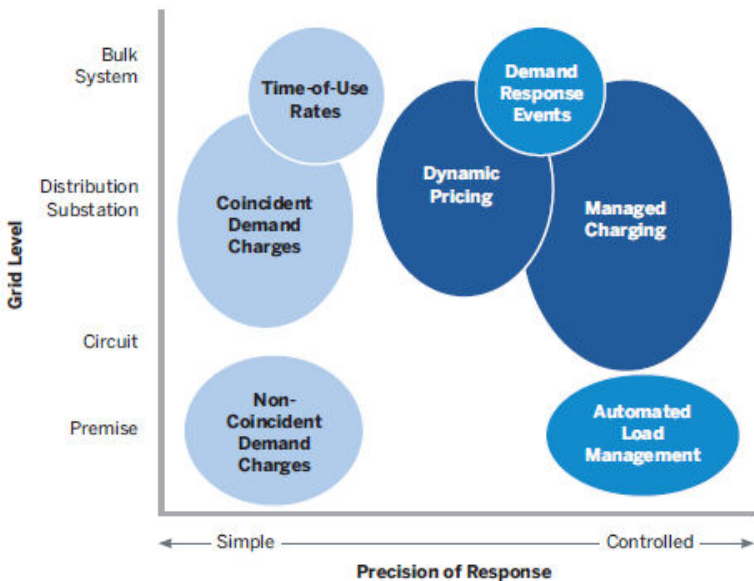 Bulk
System
Time-of-Use
Rates
Demand
Response
Events
Distribution
Substation
Coincident
Demand
Charges
Dynamic
Pricing
Managed
Charging
Grid Level
Circuit
Premise
Non-
Coincident
Demand
Charges
Automated
Load
Management
Simple
Controlled
Precision of Response